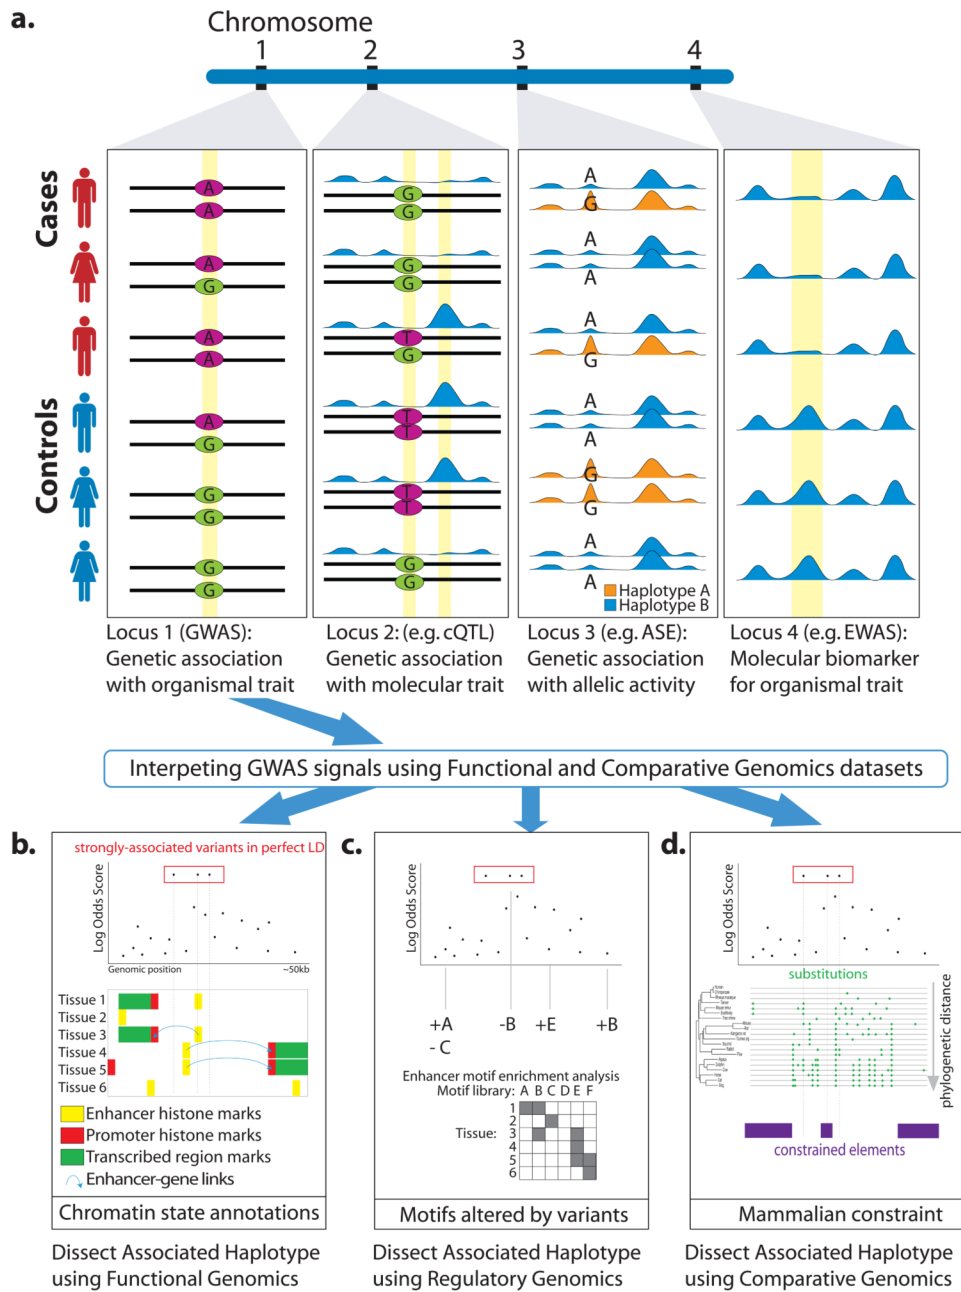 a.
Chromosome
1 2 3 4
Cases
Controls
A
A
A
G
A
A
A
G
G
G
G
G
G
G
G
G
T
G
T
T
T
T
G
G
A
G
A
A
A
G
A
A
G
G
A
A
Haplotype A
Haplotype B
Locus 1 (GWAS):
Genetic association
with organismal trait
Locus 2: (e.g. cQTL)
Genetic association
with molecular trait
Locus 3 (e.g. ASE):
Genetic association
with allelic activity
Locus 4 (e.g. EWAS):
Molecular biomarker
for organismal trait
Interpeting GWAS signals using Functional and Comparative Genomics datasets
b.
strongly-associated variants in perfect LD
Log Odds Score
Genomic position ~50kb
Tissue 1
Tissue 2
Tissue 3
Tissue 4
Tissue 5
Tissue 6
Enhancer histone marks
Promoter histone marks
Transcribed region marks
Enhancer-gene links
Chromatin state annotations
Dissect Associated Haplotype
using Functional Genomics
c.
Log Odds Score
+A -B +E +B
- C
Enhancer motif enrichment analysis
Motif library: A B C D E F
Tissue:
1
2
3
4
5
6
Motifs altered by variants
Dissect Associated Haplotype
using Regulatory Genomics
d.
Log Odds Score
substitutions
phylogenetic distance
constrained elements
Mammalian constraint
Dissect Associated Haplotype
using Comparative Genomics